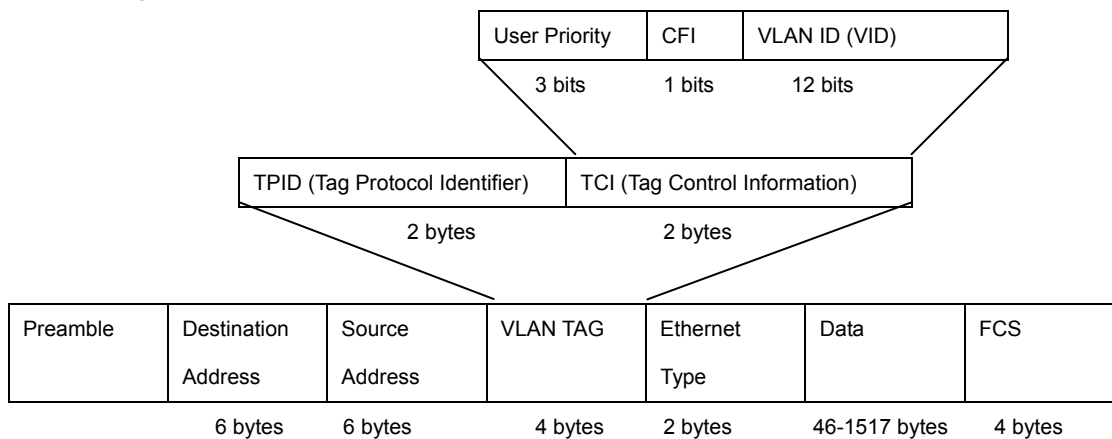 User Priority CFI VLAN ID (VID)
3 bits 1 bits 12 bits
TPID (Tag Protocol Identifier) TCI (Tag Control Information)
2 bytes 2 bytes
Preamble Destination Source VLAN TAG Ethernet Data FCS
Address Address Type
6 bytes 6 bytes 4 bytes 2 bytes 46-1517 bytes 4 bytes